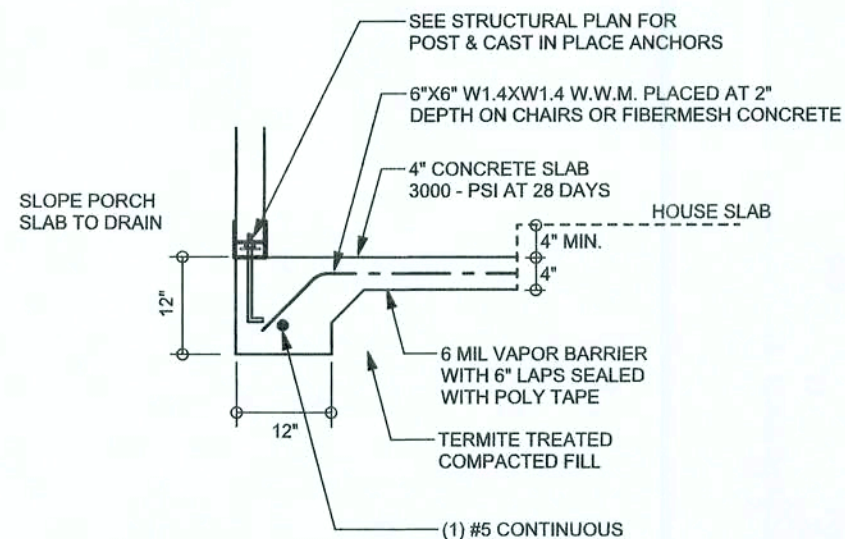 SEE STRUCTURAL PLAN FOR
POST & CAST IN PLACE ANCHORS
6"X6" W1.4XW1.4 W.W.M. PLACED AT 2"
DEPTH ON CHAIRS OR FIBERMESH CONCRETE
4" CONCRETE SLAB
3000 - PSI AT 28 DAYS
SLOPE PORCH
SLAB TO DRAIN
HOUSE SLAB
4" MIN.
4"
12"
6 MIL VAPOR BARRIER
WITH 6" LAPS SEALED
WITH POLY TAPE
12"
TERMITE TREATED
COMPACTED FILL
(1) #5 CONTINUOUS